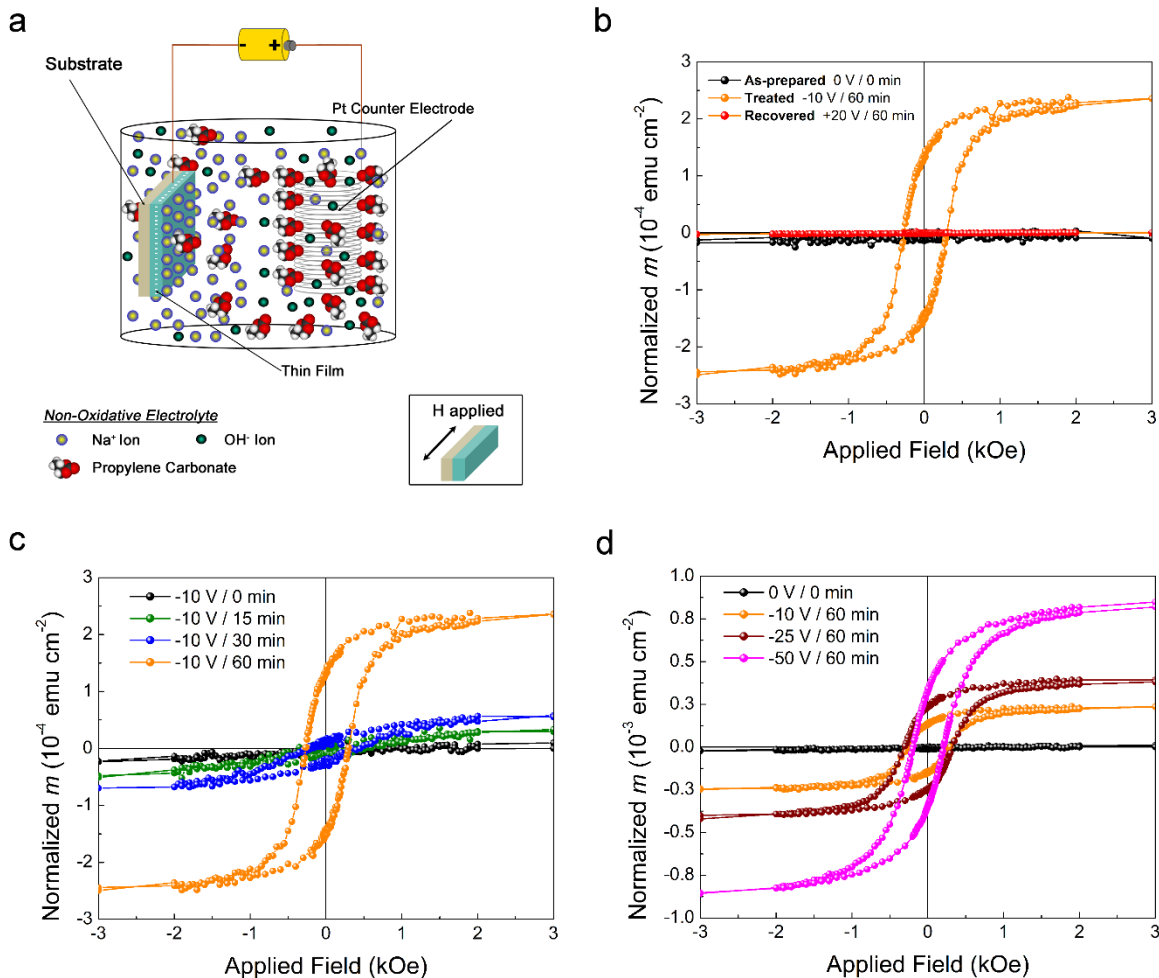 a
- +
Substrate
Pt Counter Electrode
Thin Film
Non-Oxidative Electrolyte
Na⁺ Ion
OH⁻ Ion
Propylene Carbonate
H applied
b
As-prepared 0 V / 0 min
Treated -10 V / 60 min
Recovered +20 V / 60 min
Normalized m (10⁻⁴ emu cm⁻²)
3
2
1
0
-1
-2
-3
-3 -2 -1 0 1 2 3
Applied Field (kOe)
c
-10 V / 0 min
-10 V / 15 min
-10 V / 30 min
-10 V / 60 min
Normalized m (10⁻⁴ emu cm⁻²)
3
2
1
0
-1
-2
-3
-3 -2 -1 0 1 2 3
Applied Field (kOe)
d
0 V / 0 min
-10 V / 60 min
-25 V / 60 min
-50 V / 60 min
Normalized m (10⁻³ emu cm⁻²)
1.0
0.8
0.5
0.3
0.0
-0.3
-0.5
-0.8
-1.0
-3 -2 -1 0 1 2 3
Applied Field (kOe)